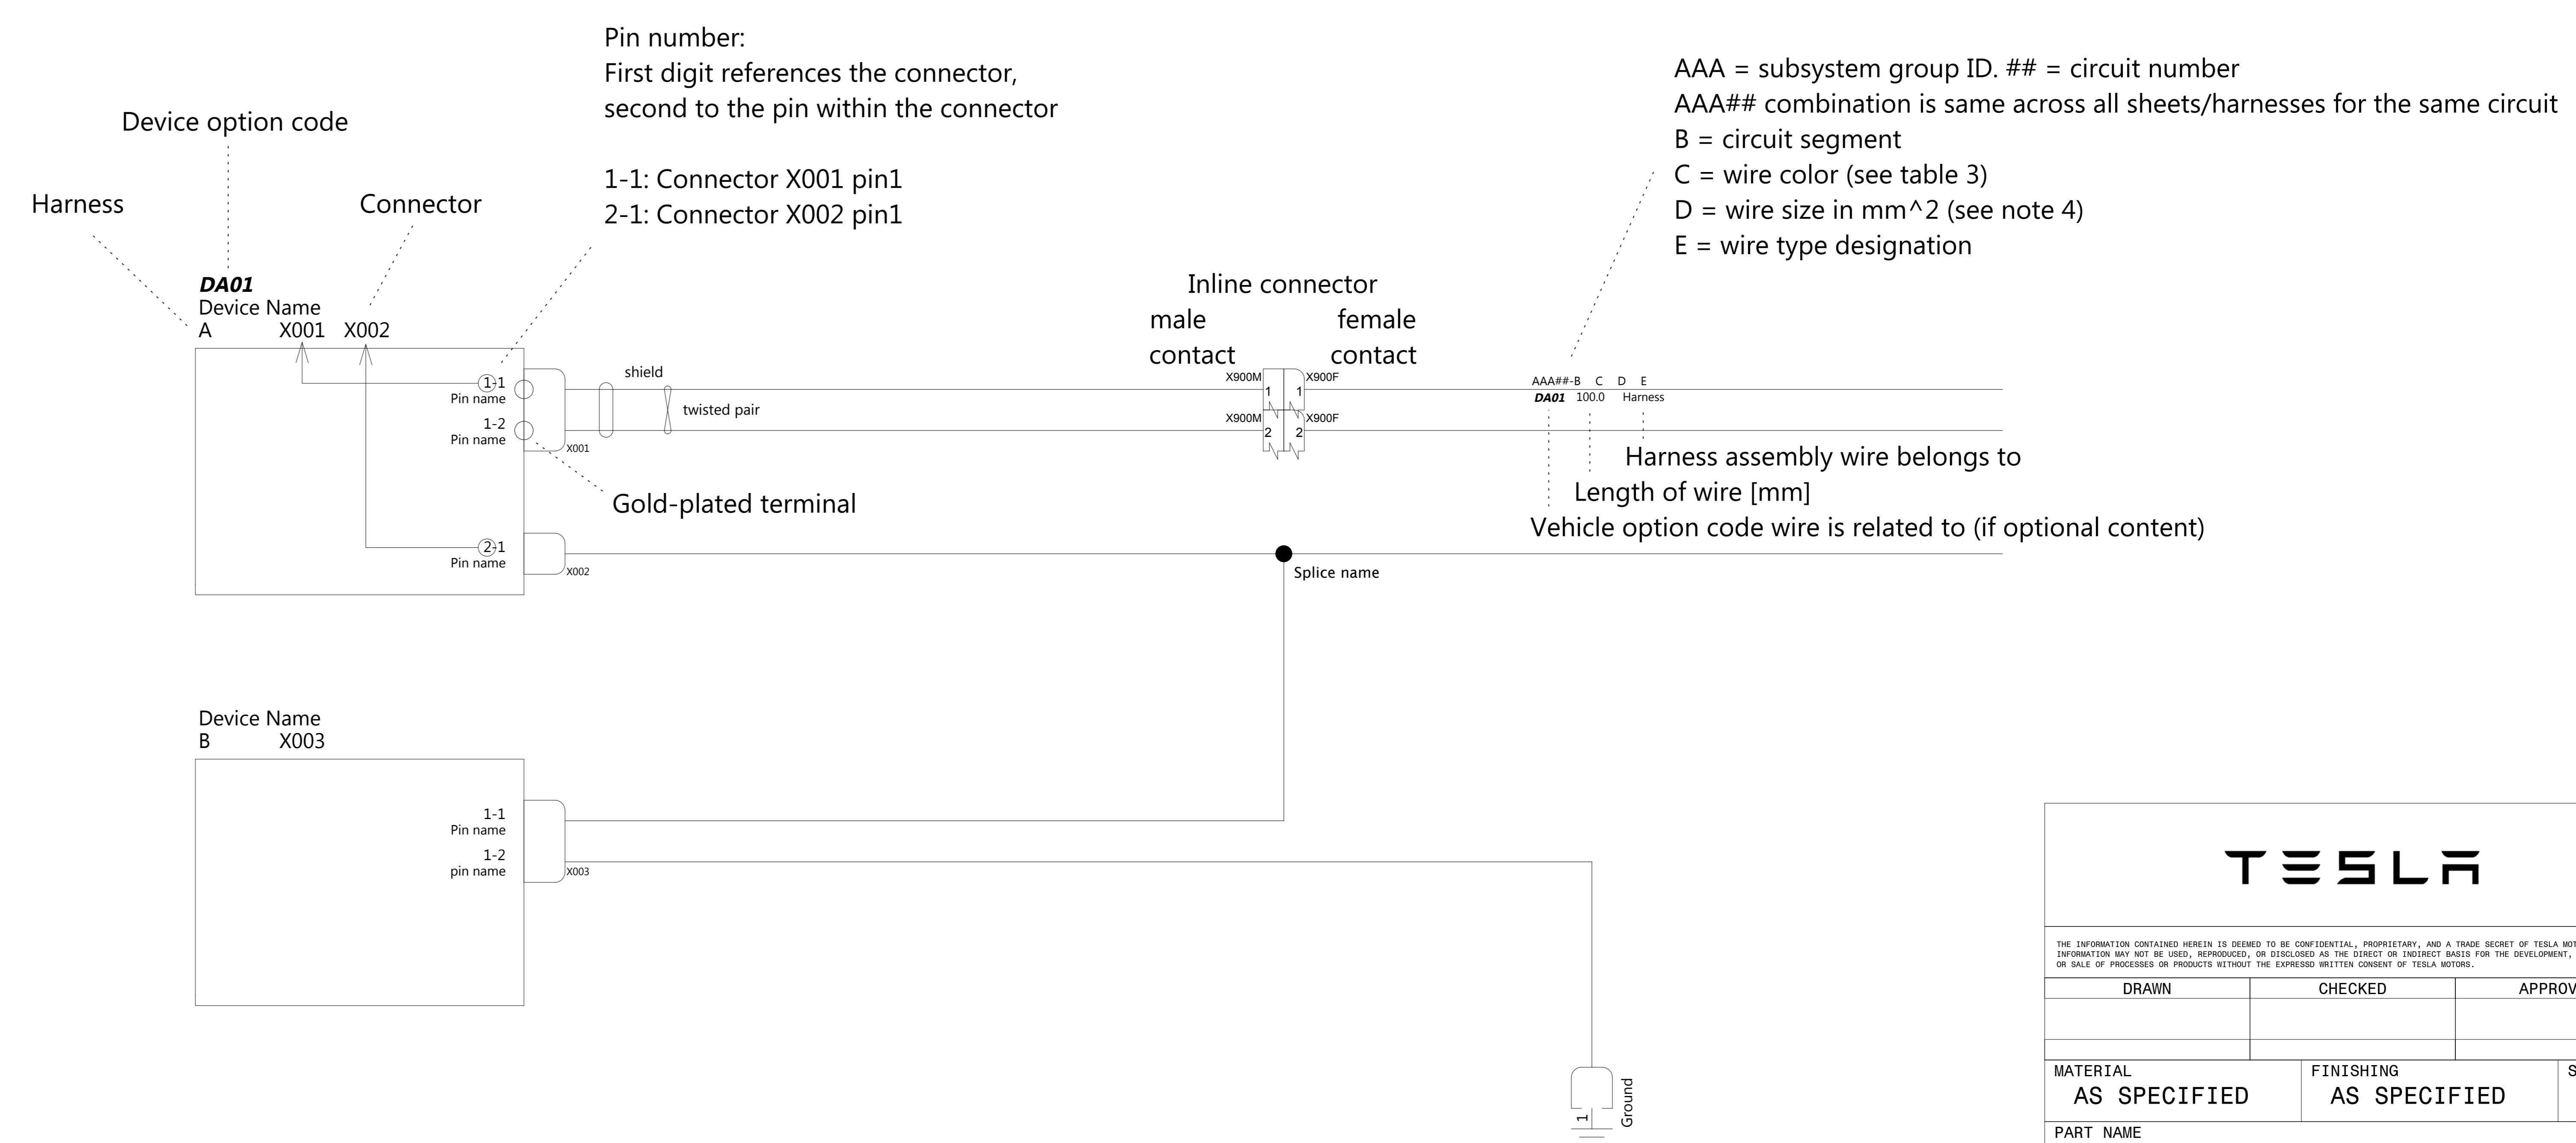 Pin number:
First digit references the connector,
second to the pin within the connector
1-1: Connector X001 pin1
2-1: Connector X002 pin1
AAA = subsystem group ID. ## = circuit number
AAA## combination is same across all sheets/harnesses for the same circuit
B = circuit segment
C = wire color (see table 3)
D = wire size in mm^2 (see note 4)
E = wire type designation
Device option code
Harness
Connector
DA01
Device Name
A X001 X002
1-1
Pin name
1-2
Pin name
X001
shield
twisted pair
Gold-plated terminal
2-1
Pin name
X002
Inline connector
male
contact
female
contact
X900M 1 1 X900F
X900M 2 2 X900F
AAA##-B C D E
DA01 100.0 Harness
Harness assembly wire belongs to
Length of wire [mm]
Vehicle option code wire is related to (if optional content)
Splice name
Device Name
B X003
1-1
Pin name
1-2
pin name
X003
1
Ground
TESLA
THE INFORMATION CONTAINED HEREIN IS DEEMED TO BE CONFIDENTIAL, PROPRIETARY, AND A TRADE SECRET OF TESLA MOT
INFORMATION MAY NOT BE USED, REPRODUCED, OR DISCLOSED AS THE DIRECT OR INDIRECT BASIS FOR THE DEVELOPMENT,
OR SALE OF PROCESSES OR PRODUCTS WITHOUT THE EXPRESSD WRITTEN CONSENT OF TESLA MOTORS.
DRAWN CHECKED APPROV
MATERIAL FINISHING S
AS SPECIFIED AS SPECIFIED
PART NAME